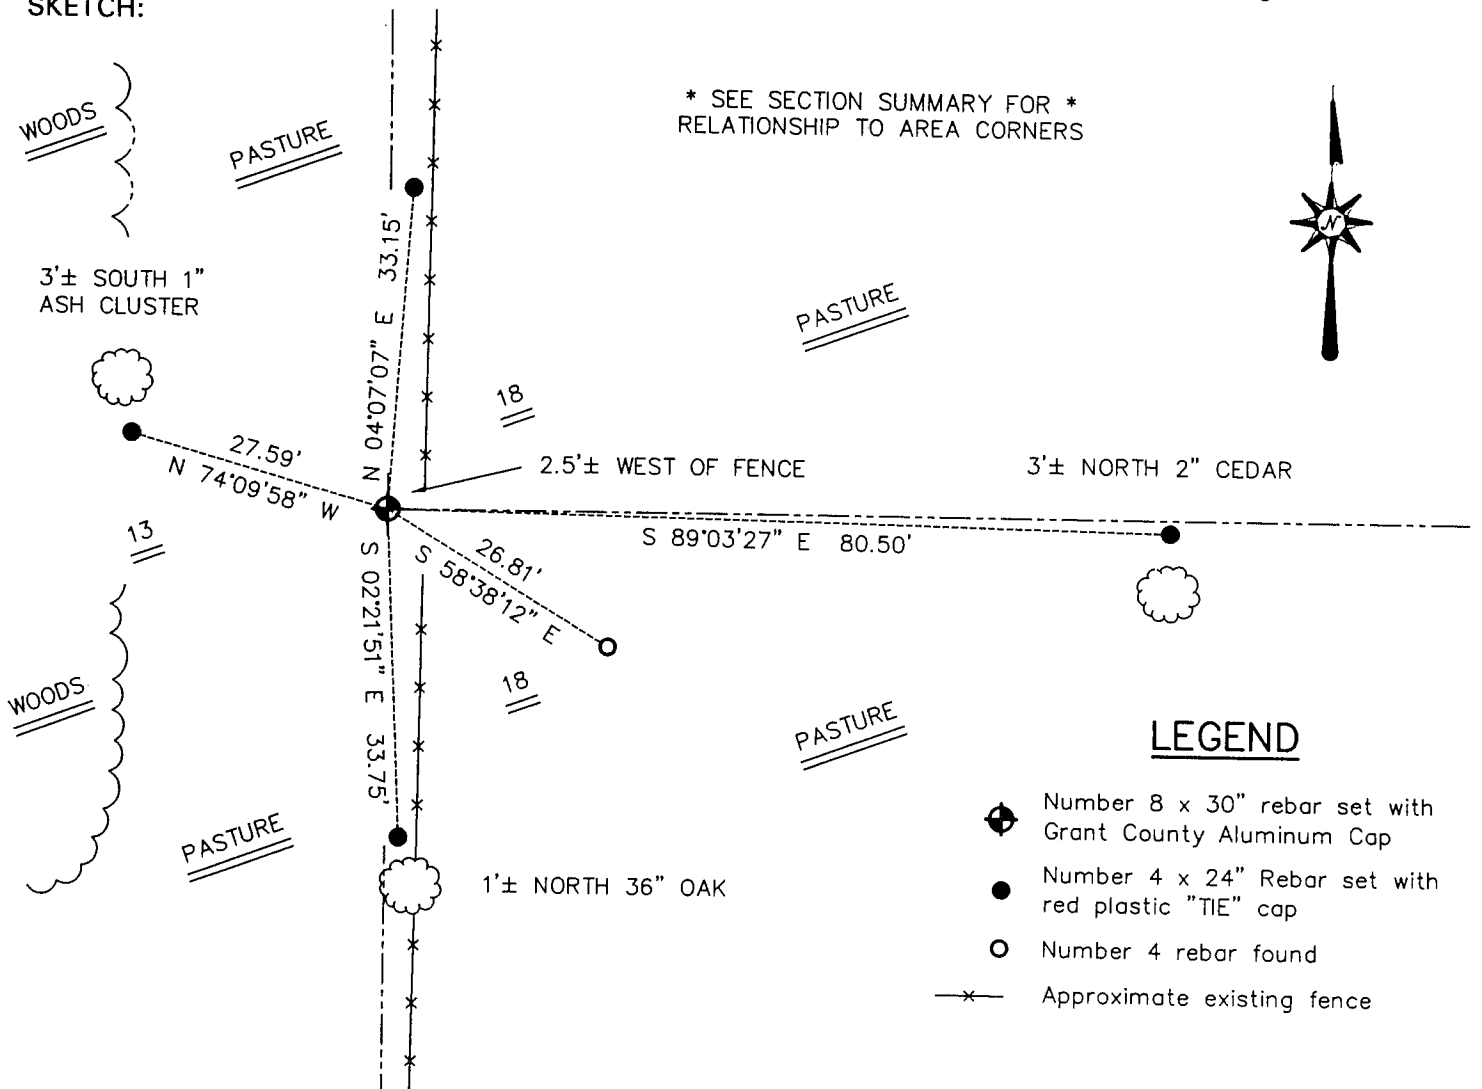 SKETCH:
WOODS
PASTURE
* SEE SECTION SUMMARY FOR *
RELATIONSHIP TO AREA CORNERS
N
3'± SOUTH 1"
ASH CLUSTER
N 04°07'07" E 33.15'
PASTURE
18
27.59'
N 74°09'58" W
2.5'± WEST OF FENCE
3'± NORTH 2" CEDAR
13
S 89°03'27" E 80.50'
26.81'
S 58°38'12" E
S 02°21'51" E 33.75'
WOODS
18
PASTURE
PASTURE
1'± NORTH 36" OAK
LEGEND
Number 8 x 30" rebar set with
Grant County Aluminum Cap
Number 4 x 24" Rebar set with
red plastic "TIE" cap
Number 4 rebar found
Approximate existing fence